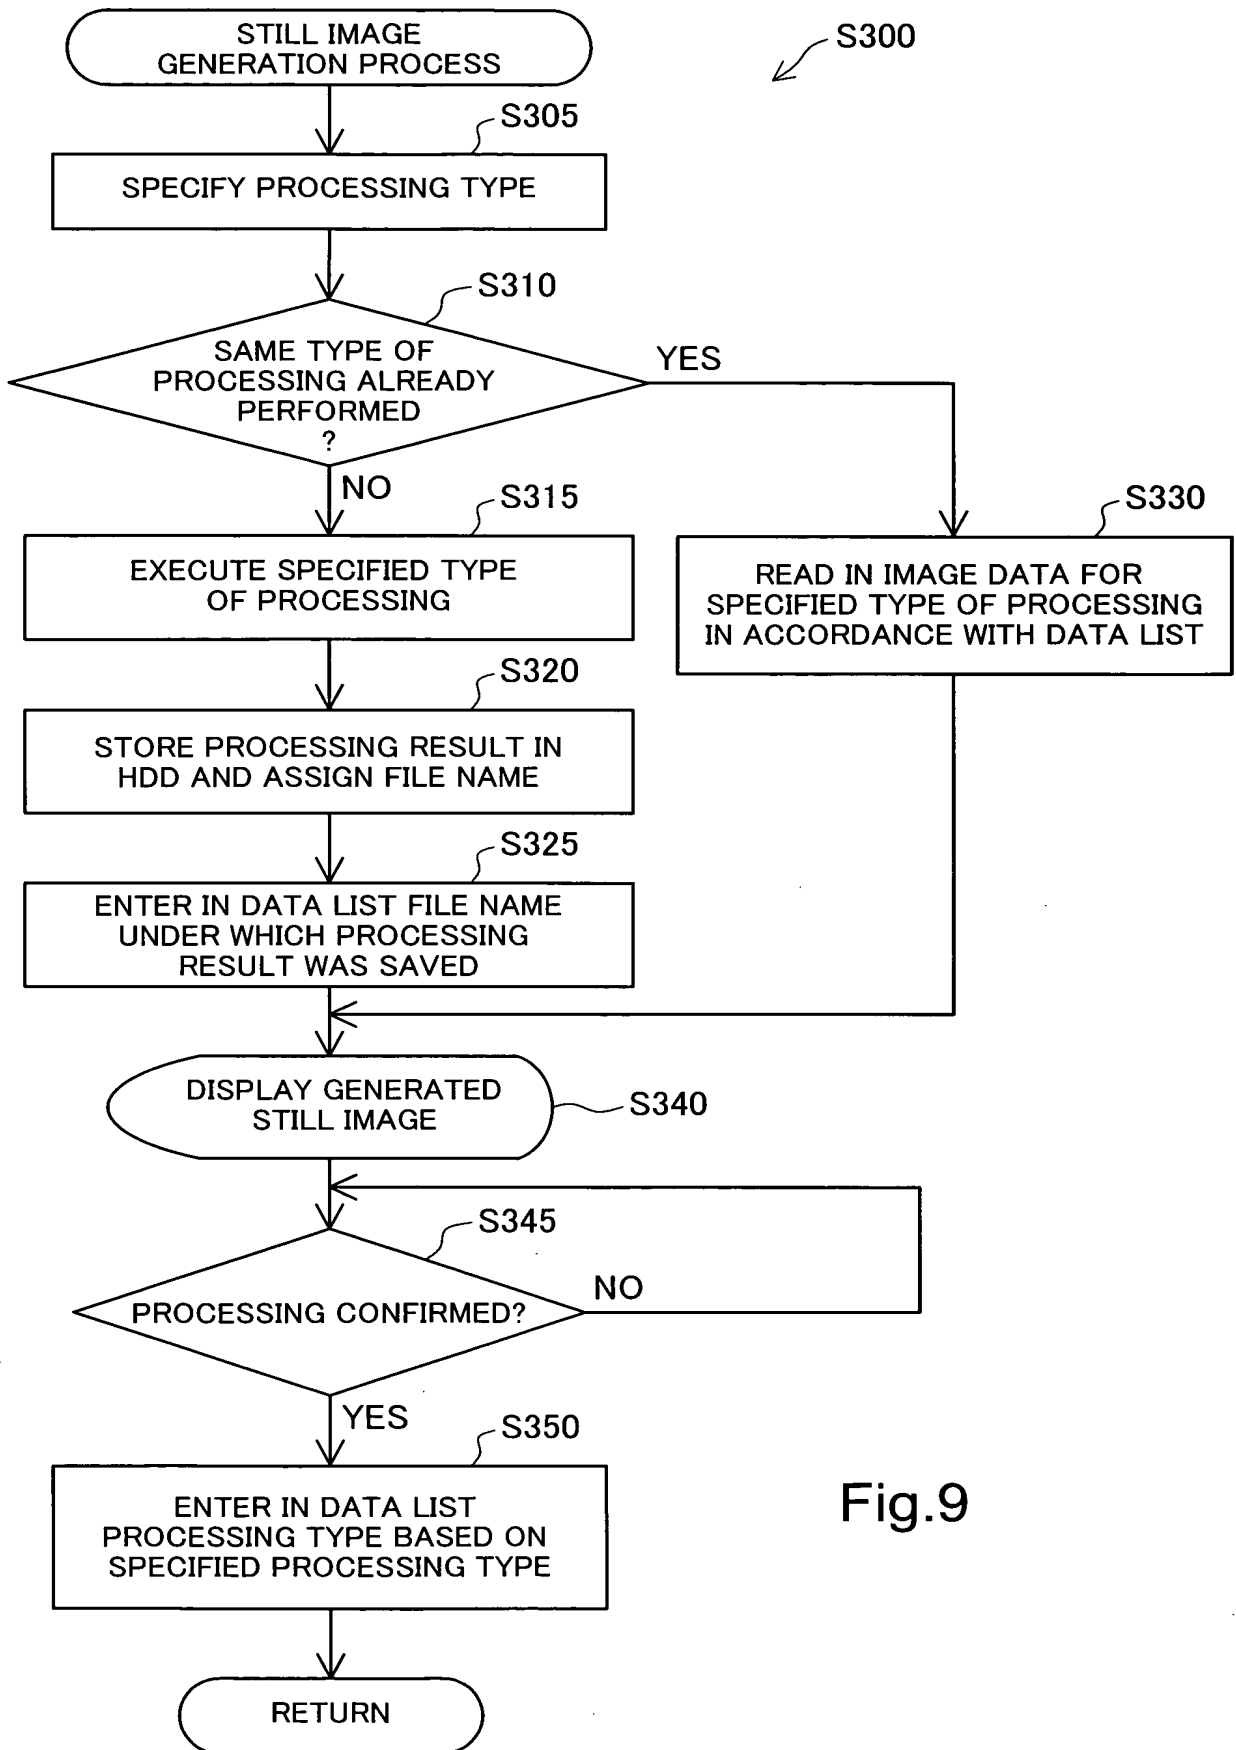 STILL IMAGE
GENERATION PROCESS
S300
S305
SPECIFY PROCESSING TYPE
S310
SAME TYPE OF
PROCESSING ALREADY
PERFORMED
?
YES
NO
S315
EXECUTE SPECIFIED TYPE
OF PROCESSING
S330
READ IN IMAGE DATA FOR
SPECIFIED TYPE OF PROCESSING
IN ACCORDANCE WITH DATA LIST
S320
STORE PROCESSING RESULT IN
HDD AND ASSIGN FILE NAME
S325
ENTER IN DATA LIST FILE NAME
UNDER WHICH PROCESSING
RESULT WAS SAVED
DISPLAY GENERATED
STILL IMAGE
S340
S345
PROCESSING CONFIRMED?
NO
YES
S350
ENTER IN DATA LIST
PROCESSING TYPE BASED ON
SPECIFIED PROCESSING TYPE
Fig.9
RETURN